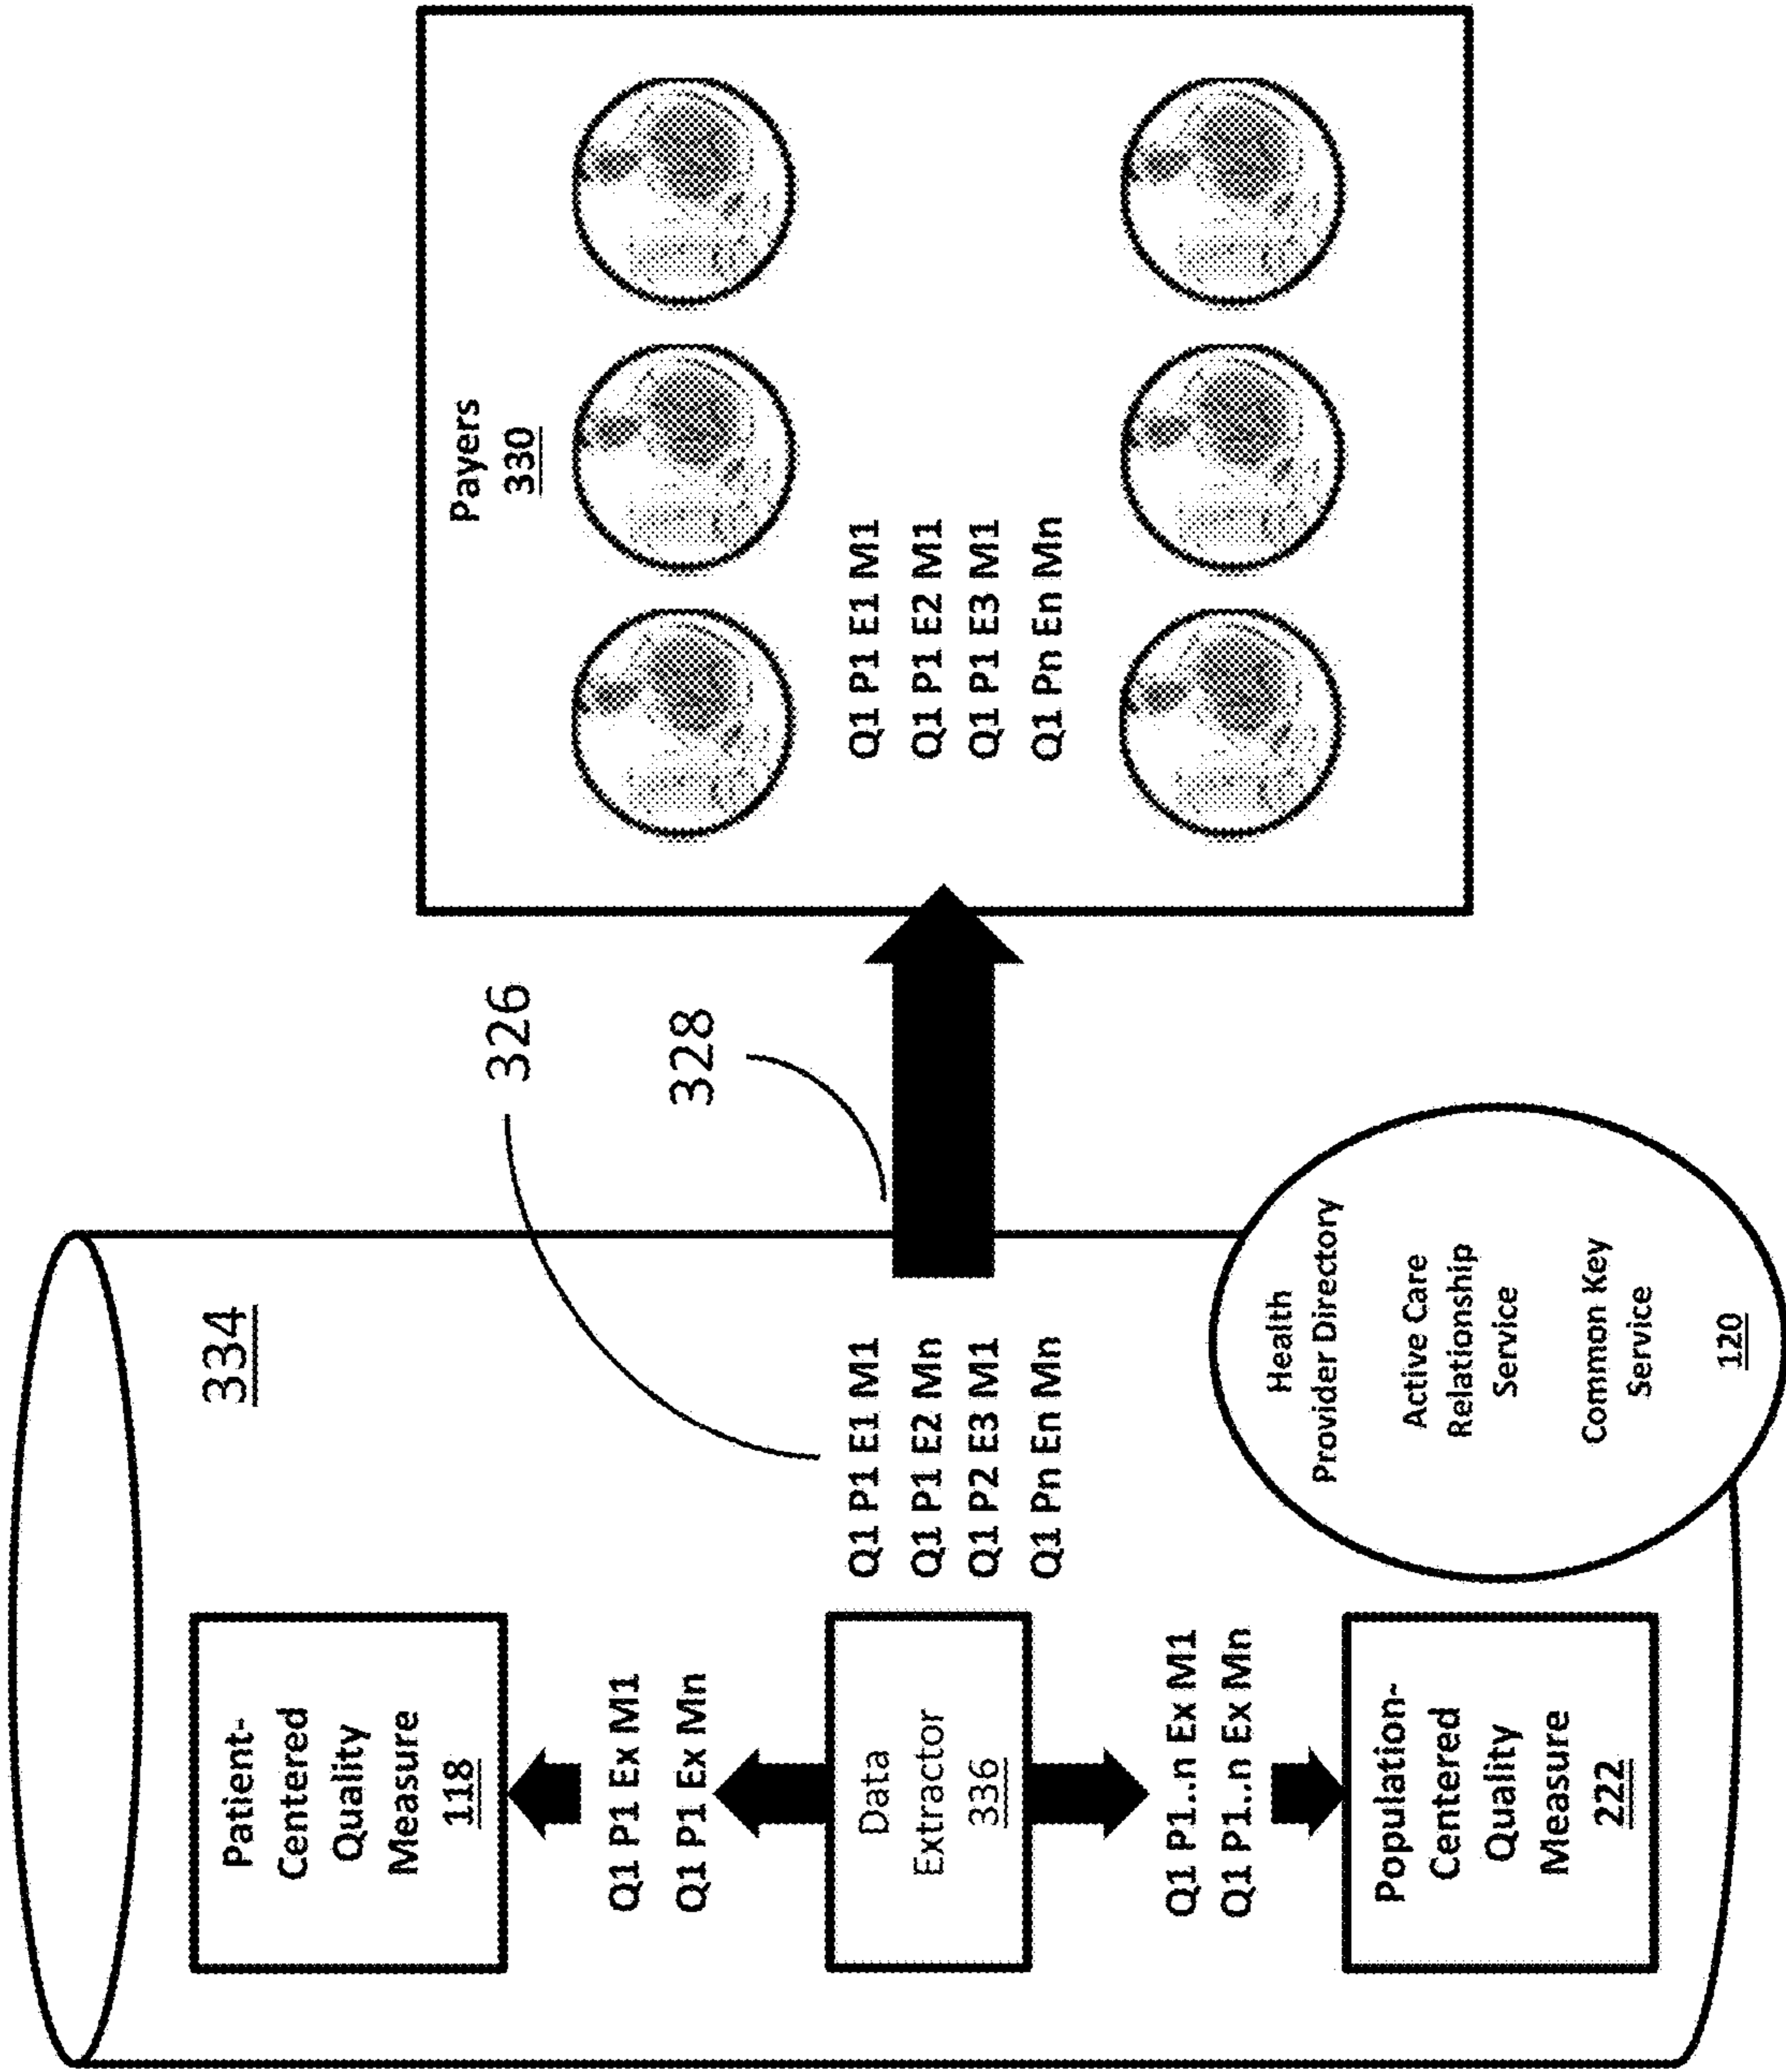 334
Patient-
Centered
Quality
Measure
118
Q1 P1 Ex M1
Q1 P1 Ex Mn
Data
Extractor
336
Q1 P1..n Ex M1
Q1 P1..n Ex Mn
Population-
Centered
Quality
Measure
222
Q1 P1 E1 M1
Q1 P1 E2 Mn
Q1 P2 E3 M1
Q1 Pn En Mn
Health
Provider Directory
Active Care
Relationship
Service
Common Key
Service
120
326
328
Payers
330
Q1 P1 E1 M1
Q1 P1 E2 M1
Q1 P1 E3 M1
Q1 Pn En Mn